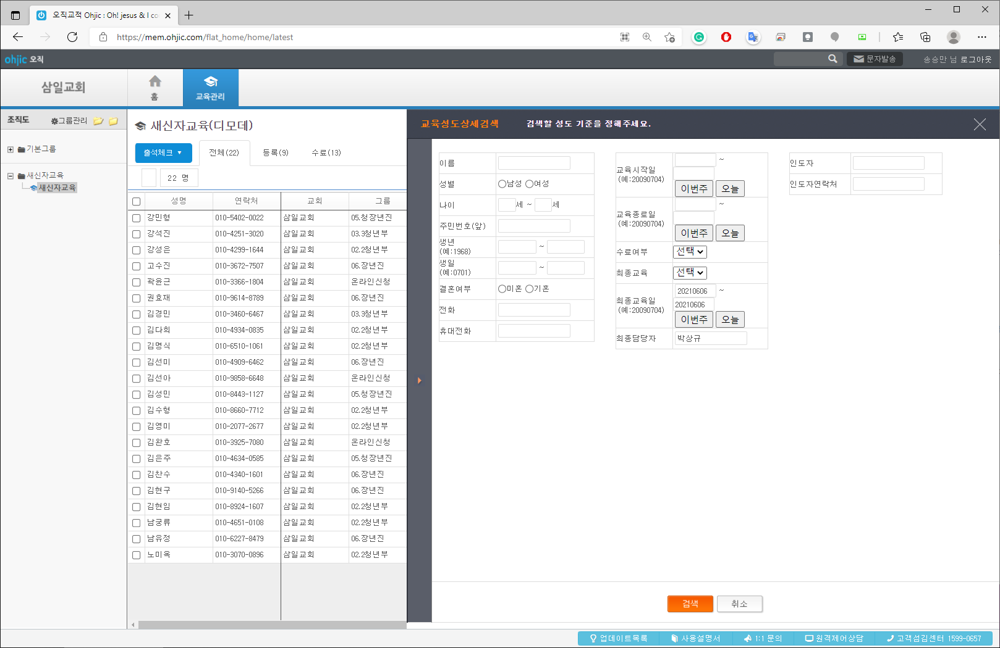 오직교적 Ohjic : Oh! jesus & I co
https://mem.ohjic.com/flat_home/home/latest
ohjic 오직
문자발송
송승만 님 로그아웃
삼일교회
홈
교육관리
조직도
그룹관리
기본그룹
새신자교육
새신자교육
새신자교육(디모데)
출석체크 ▼
전체(22)
등록(9)
수료(13)
22 명
성명 연락처 교회 그룹
강민형 010-5402-0022 삼일교회 05.청장년진
강석진 010-4251-3020 삼일교회 03.3청년부
강성은 010-4299-1644 삼일교회 02.2청년부
고수진 010-3672-7507 삼일교회 06.장년진
곽윤근 010-3366-1804 삼일교회 온라인신청
권효재 010-9614-8789 삼일교회 06.장년진
김경민 010-3460-6467 삼일교회 03.3청년부
김다희 010-4934-0835 삼일교회 02.2청년부
김명식 010-6510-1061 삼일교회 02.2청년부
김선미 010-4909-6462 삼일교회 06.장년진
김선아 010-9858-6648 삼일교회 온라인신청
김성민 010-8443-1127 삼일교회 05.청장년진
김수형 010-8660-7712 삼일교회 02.2청년부
김영미 010-2077-2677 삼일교회 02.2청년부
김완호 010-3925-7080 삼일교회 온라인신청
김은주 010-4634-0585 삼일교회 05.청장년진
김찬수 010-4340-1601 삼일교회 06.장년진
김현구 010-9140-5266 삼일교회 06.장년진
김현임 010-8924-1607 삼일교회 02.2청년부
남궁류 010-4651-0108 삼일교회 02.2청년부
남유정 010-6227-8479 삼일교회 06.장년진
노미옥 010-3070-0896 삼일교회 02.2청년부
교육성도상세검색 검색할 성도 기준을 정해주세요.
이름
성별 남성 여성
나이 세 ~ 세
주민번호(앞)
생년
(예:1968) ~
생일
(예:0701) ~
결혼여부 미혼 기혼
전화
휴대전화
교육시작일
(예:20090704)
~
이번주 오늘
교육종료일
(예:20090704)
~
이번주 오늘
수료여부 선택
최종교육 선택
최종교육일
(예:20090704)
20210606 ~
20210606
이번주 오늘
최종담당자 박상규
인도자
인도자연락처
검색 취소
업데이트목록 사용설명서 1:1 문의 원격제어상담 고객섬김센터 1599-0657